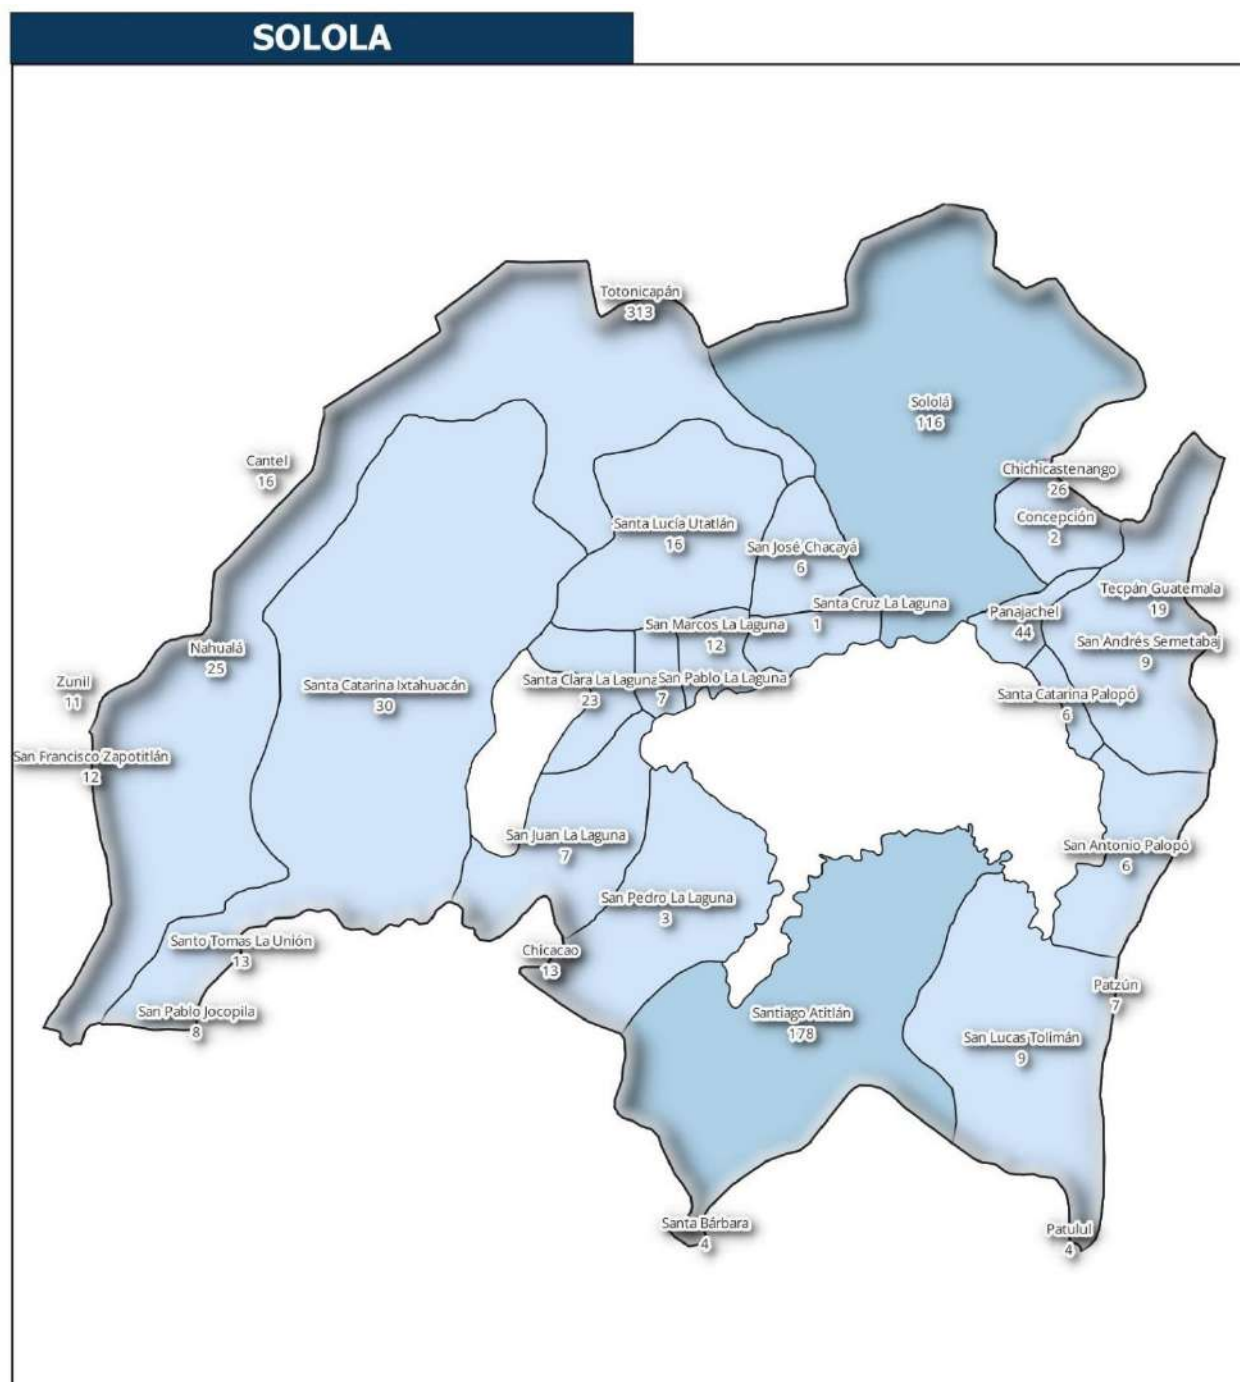 SOLOLA
Totonicapán
313
Sololá
116
Cantel
16
Chichicastenango
26
Concepción
2
Santa Lucía Utatlán
16
San José Chacayá
6
Tecpán Guatemala
19
Santa Cruz La Laguna
1
Panajachel
44
San Marcos La Laguna
12
San Andrés Semetabaj
9
Nahualá
25
Zunil
11
Santa Catarina Ixtahuacán
30
Santa Clara La Laguna
23
San Pablo La Laguna
7
Santa Catarina Palopó
6
San Francisco Zapotitlán
12
San Juan La Laguna
7
San Antonio Palopó
6
San Pedro La Laguna
3
Santo Tomas La Unión
13
Chicacao
13
Patzún
7
San Pablo Jocopila
8
Santiago Atitlán
178
San Lucas Tolimán
9
Santa Bárbara
4
Patulul
4